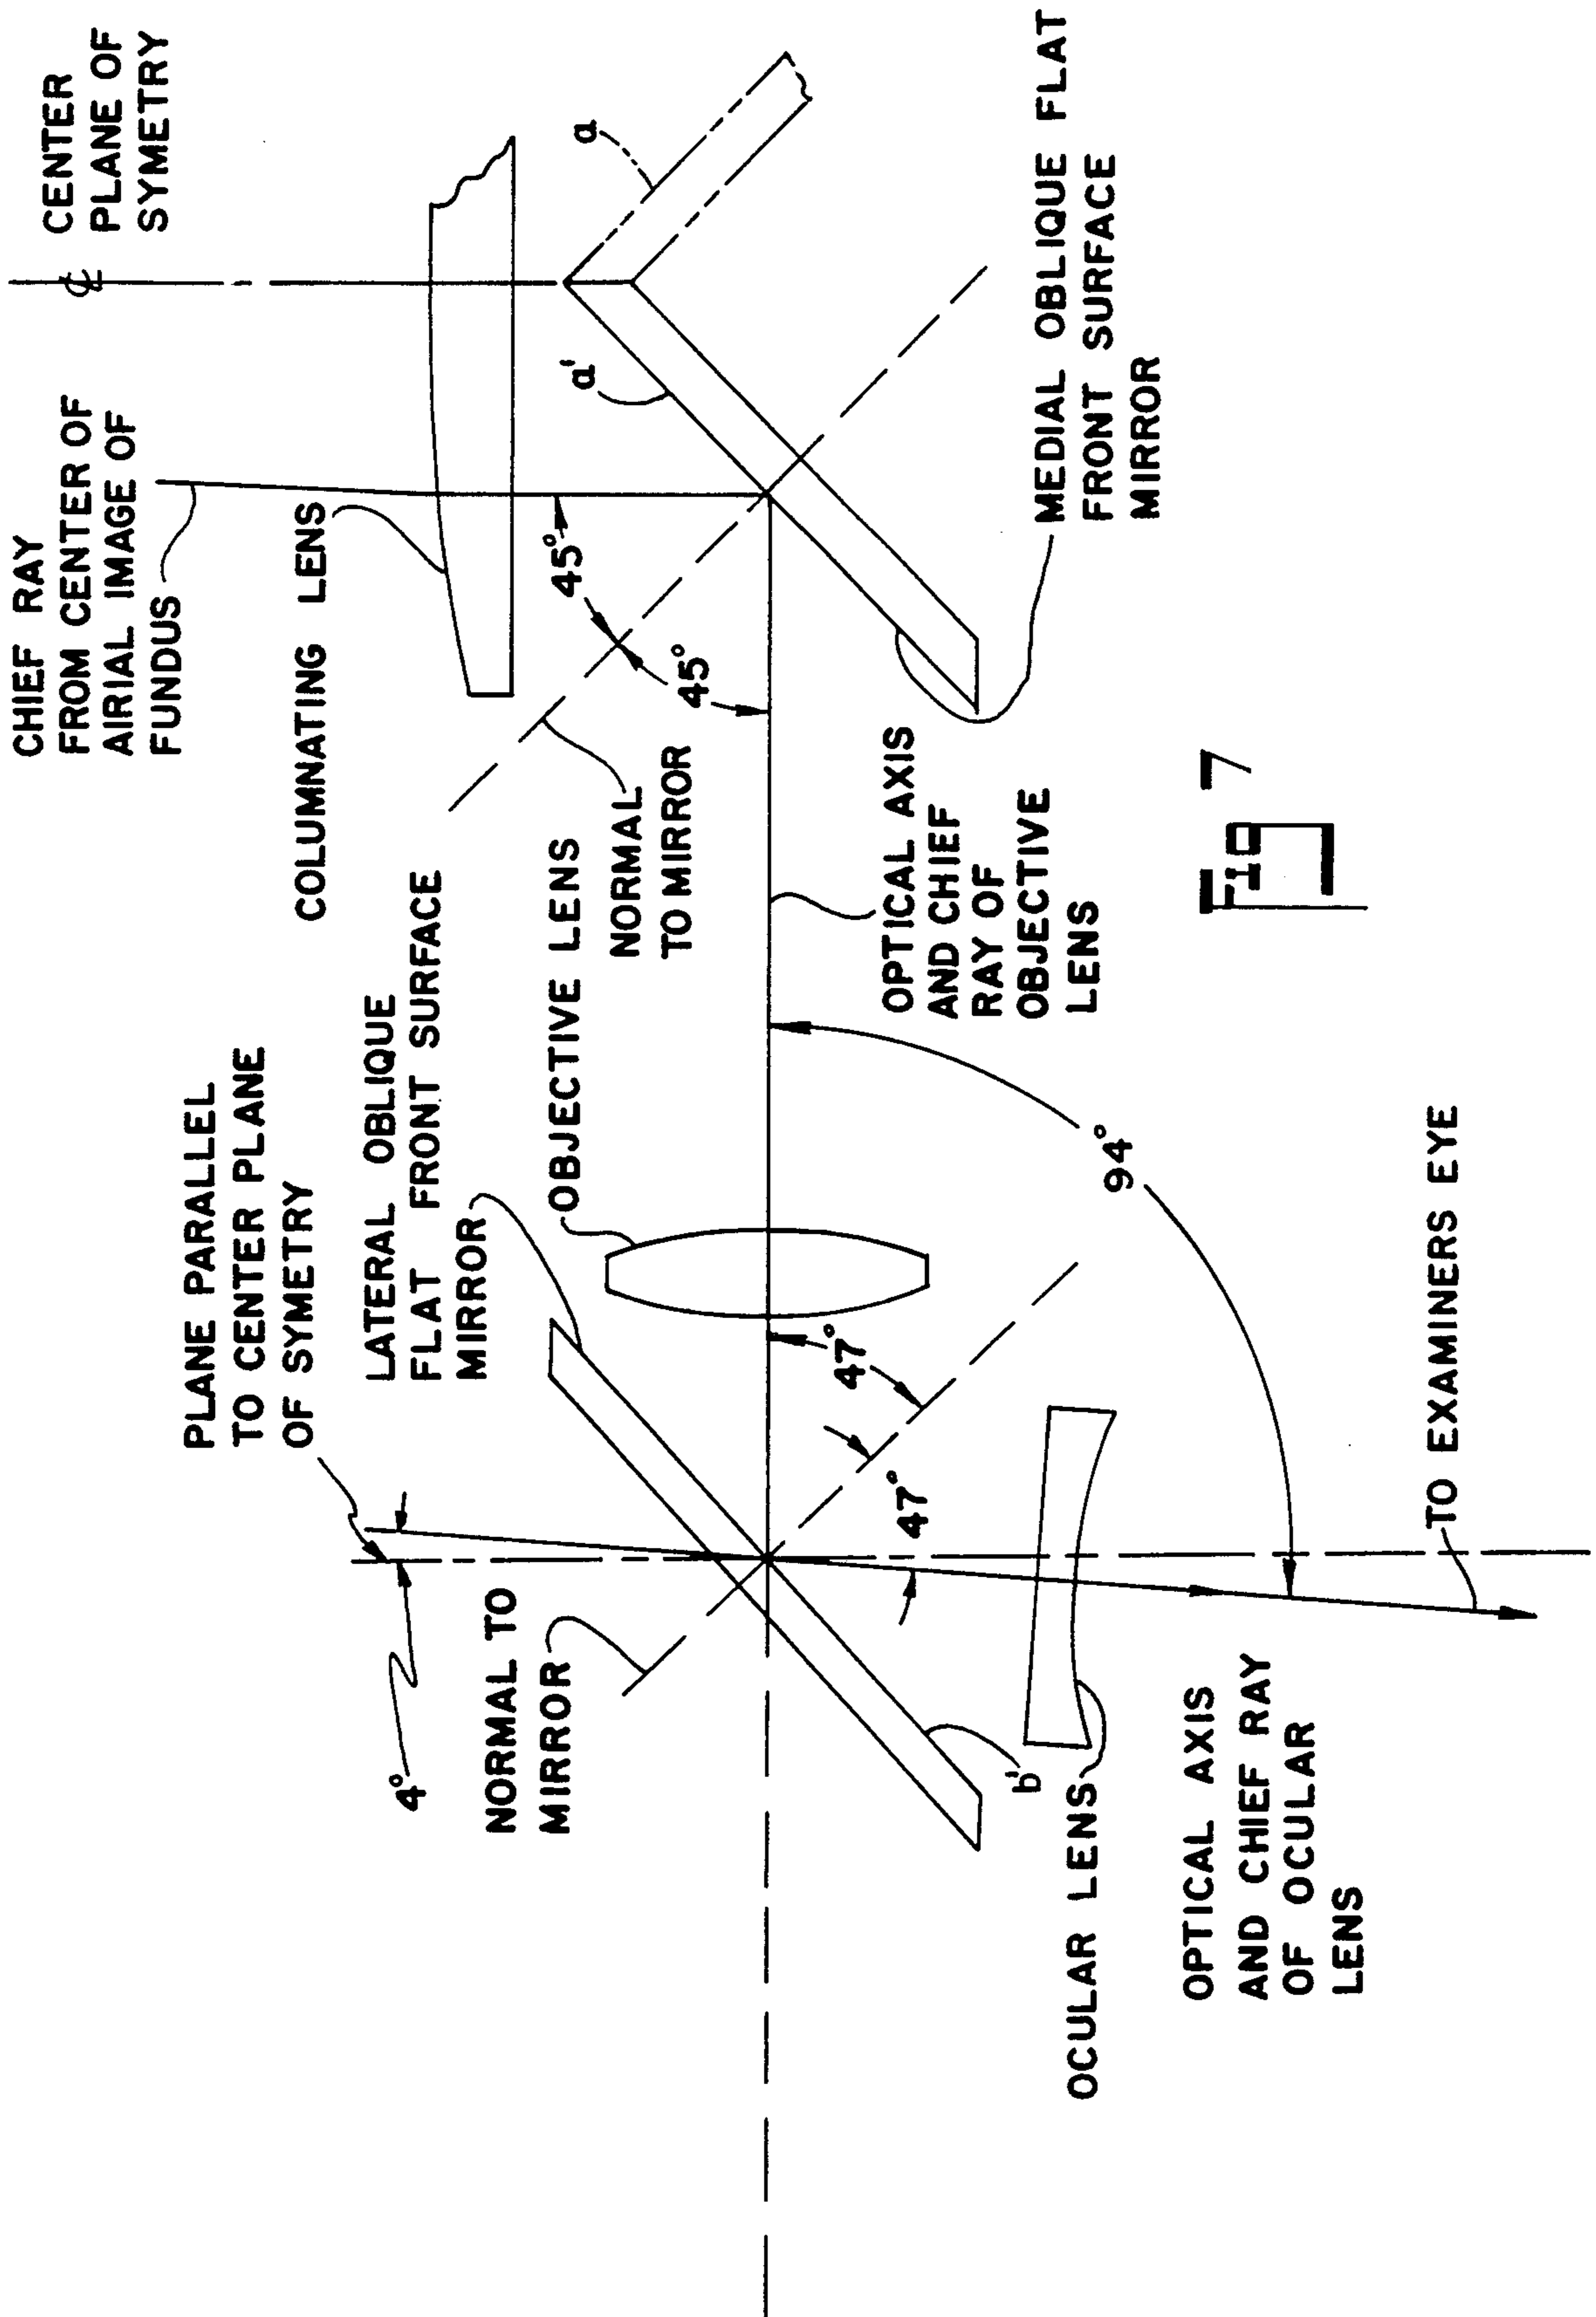 CHIEF RAY
FROM CENTER OF
AIRIAL IMAGE OF
FUNDUS
CENTER
PLANE OF
SYMETRY
COLUMNATING LENS
PLANE PARALLEL
TO CENTER PLANE
OF SYMETRY
LATERAL OBLIQUE
FLAT FRONT SURFACE
MIRROR
OBJECTIVE LENS
NORMAL
TO MIRROR
45°
45°
a'
a
4°
NORMAL TO
MIRROR
47°
47°
94°
OPTICAL AXIS
AND CHIEF
RAY OF
OBJECTIVE
LENS
MEDIAL OBLIQUE FLAT
FRONT SURFACE
MIRROR
b'
OCULAR LENS
OPTICAL AXIS
AND CHIEF RAY
OF OCULAR
LENS
TO EXAMINERS EYE
Fig 7